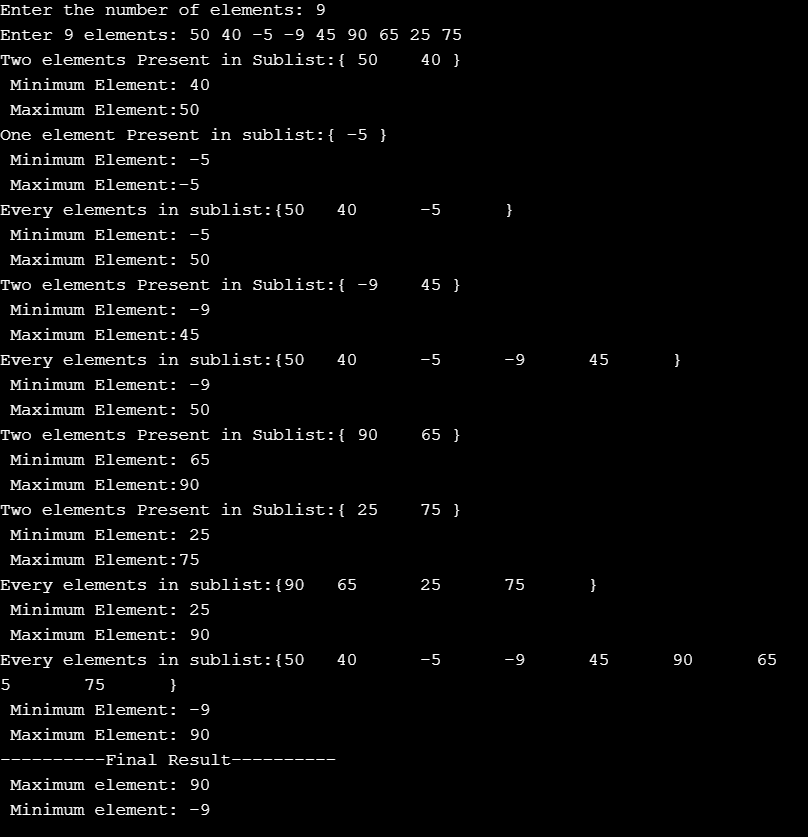 Enter the number of elements: 9
Enter 9 elements: 50 40 -5 -9 45 90 65 25 75
Two elements Present in Sublist:{ 50    40 }
 Minimum Element: 40
 Maximum Element:50
One element Present in sublist:{ -5 }
 Minimum Element: -5
 Maximum Element:-5
Every elements in sublist:{50   40      -5      }
 Minimum Element: -5
 Maximum Element: 50
Two elements Present in Sublist:{ -9    45 }
 Minimum Element: -9
 Maximum Element:45
Every elements in sublist:{50   40      -5      -9      45      }
 Minimum Element: -9
 Maximum Element: 50
Two elements Present in Sublist:{ 90    65 }
 Minimum Element: 65
 Maximum Element:90
Two elements Present in Sublist:{ 25    75 }
 Minimum Element: 25
 Maximum Element:75
Every elements in sublist:{90   65      25      75      }
 Minimum Element: 25
 Maximum Element: 90
Every elements in sublist:{50   40      -5      -9      45      90      65
5       75      }
 Minimum Element: -9
 Maximum Element: 90
----------Final Result----------
 Maximum element: 90
 Minimum element: -9